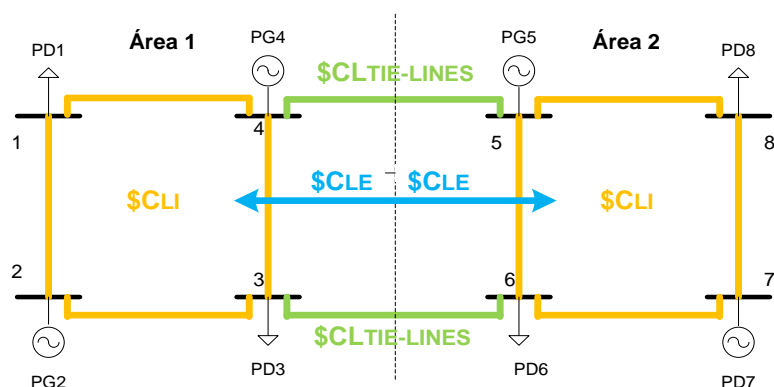 Área 1
Área 2
PD1
PG4
PG5
PD8
$CLTIE-LINES
1
4
5
8
$CLE - $CLE
$CLI
$CLI
2
3
6
7
$CLTIE-LINES
PG2
PD3
PD6
PD7